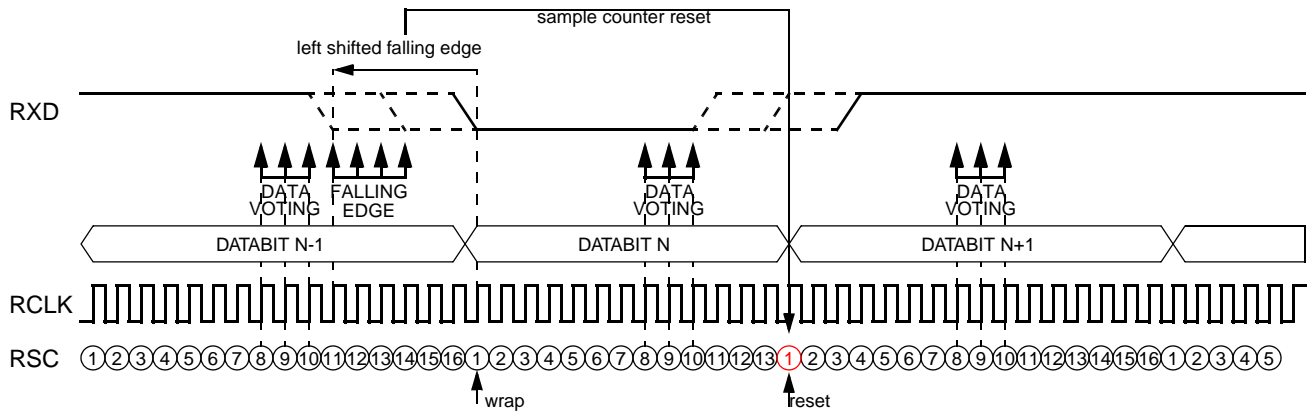 sample counter reset
left shifted falling edge
RXD
DATA VOTING
FALLING EDGE
DATA VOTING
DATA VOTING
DATABIT N-1 DATABIT N DATABIT N+1
RCLK
RSC 1 2 3 4 5 6 7 8 9 10 11 12 13 14 15 16 1 2 3 4 5 6 7 8 9 10 11 12 13 1 2 3 4 5 6 7 8 9 10 11 12 13 14 15 16 1 2 3 4 5
wrap reset